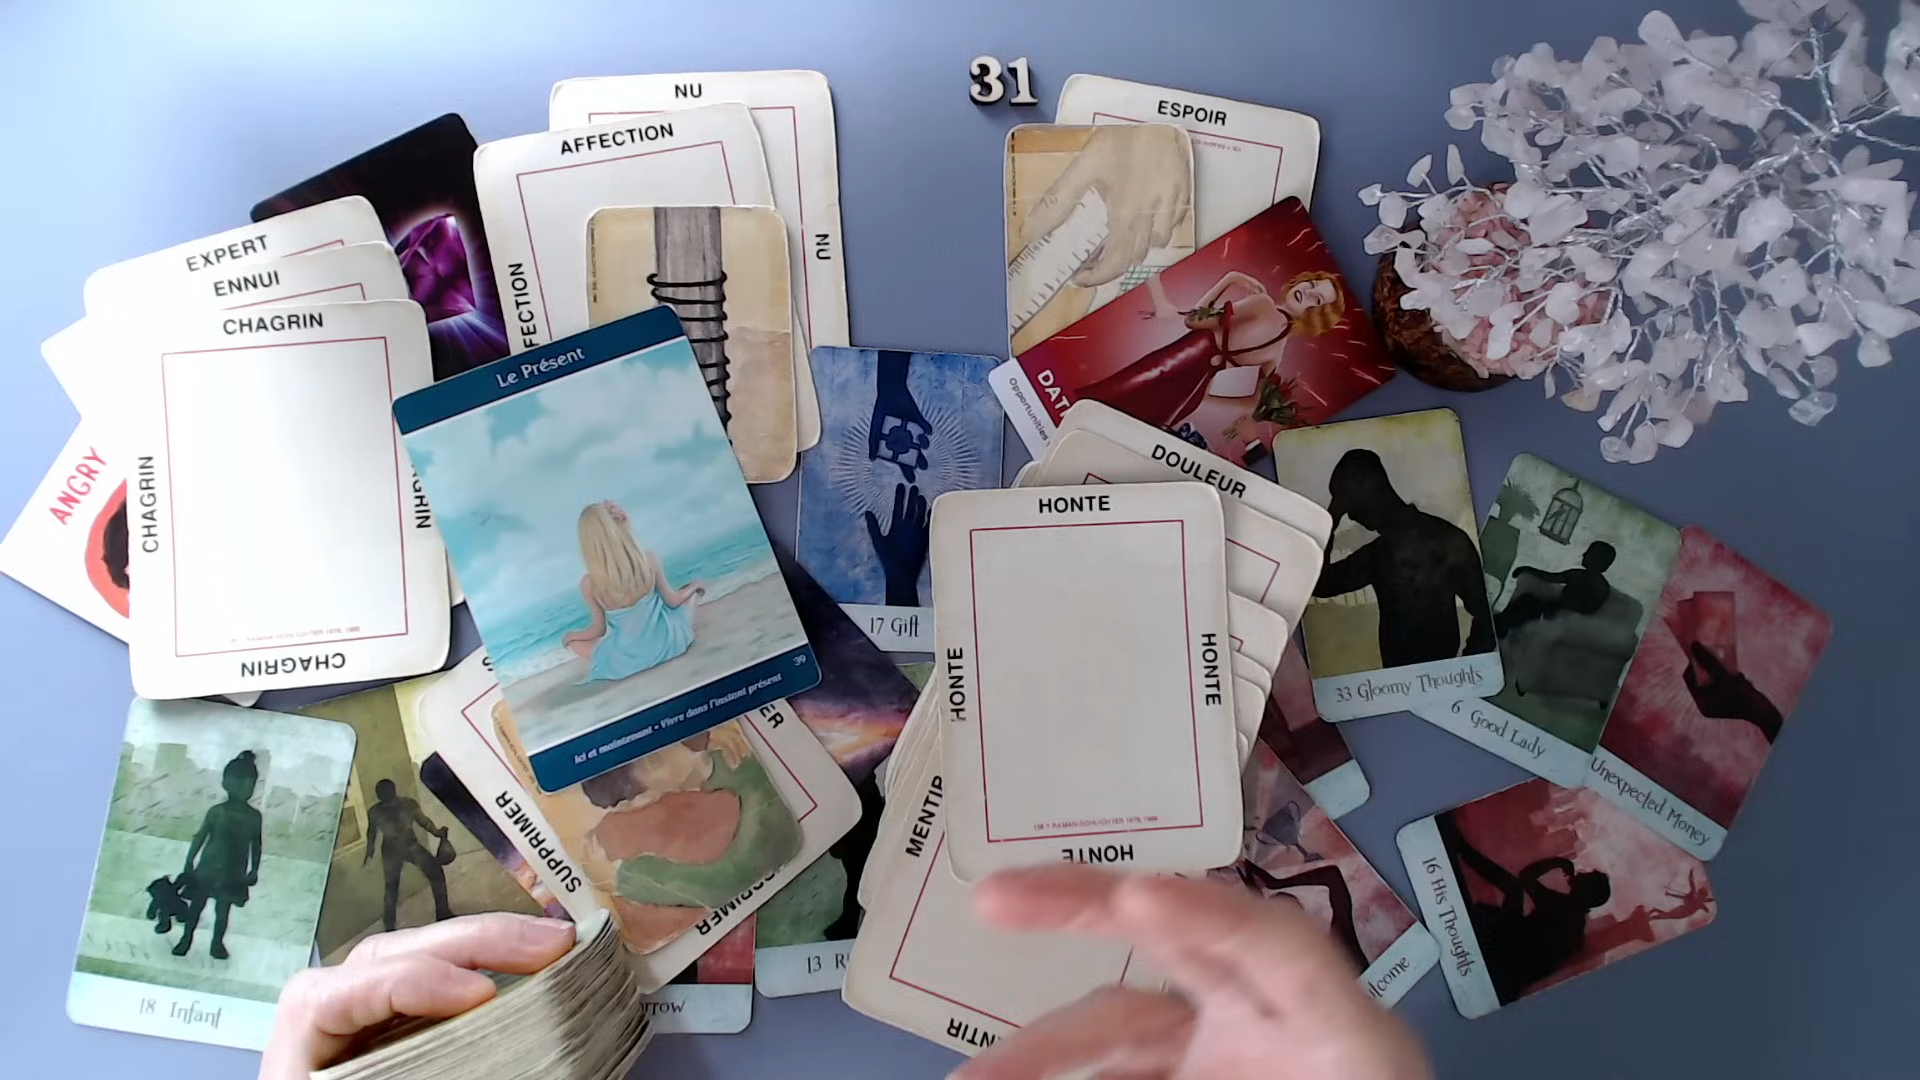 31
NU
NU
ESPOIR
AFFECTION
EXPERT
ENNUI
CHAGRIN
CHAGRIN
CHAGRIN
ANGRY
Le Présent
39
Ici et maintenant • Vivre dans l'instant présent
17 Gift
DOULEUR
HONTE
HONTE
HONTE
HONTE
Opportunities
33 Gloomy Thoughts
6 Good Lady
Unexpected Money
16 His Thoughts
MENTIR
SUPPRIMER
18 Infant
13